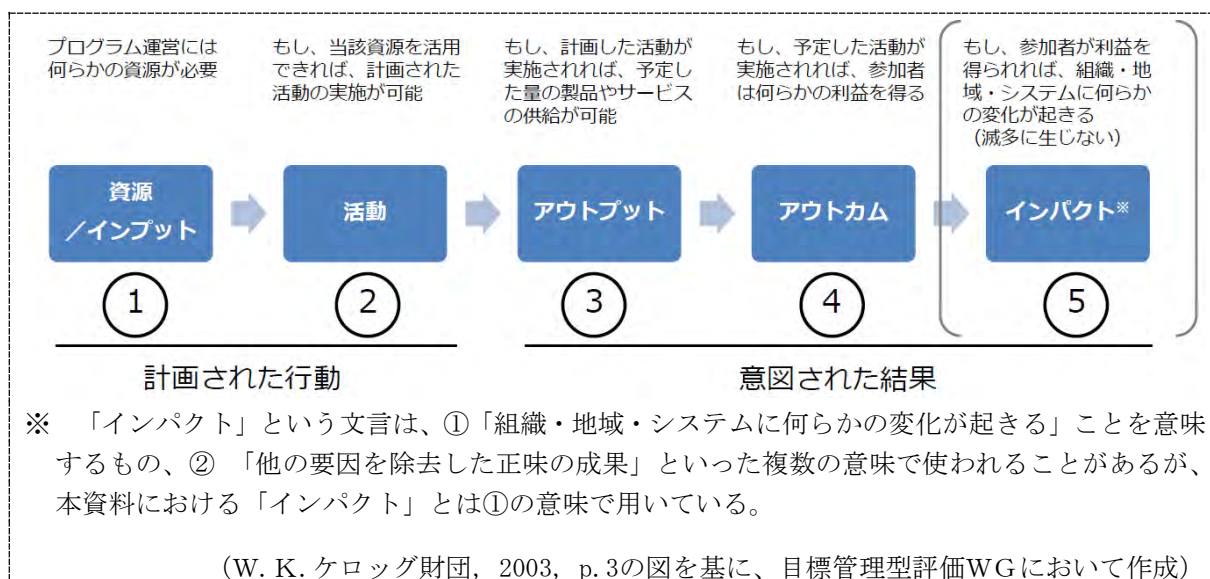 プログラム運営には
何らかの資源が必要
もし、当該資源を活用
できれば、計画された
活動の実施が可能
もし、計画した活動が
実施されれば、予定し
た量の製品やサービス
の供給が可能
もし、予定した活動が
実施されれば、参加者
は何らかの利益を得る
もし、参加者が利益を
得られれば、組織・地
域・システムに何らか
の変化が起きる
（滅多に生じない）
資源
／インプット
活動
アウトプット
アウトカム
インパクト※
1
2
3
4
5
計画された行動
意図された結果
※　「インパクト」という文言は、①「組織・地域・システムに何らかの変化が起きる」ことを意味
するもの、② 「他の要因を除去した正味の成果」といった複数の意味で使われることがあるが、
本資料における「インパクト」とは①の意味で用いている。
（W. K. ケロッグ財団, 2003, p. 3の図を基に、目標管理型評価WGにおいて作成）